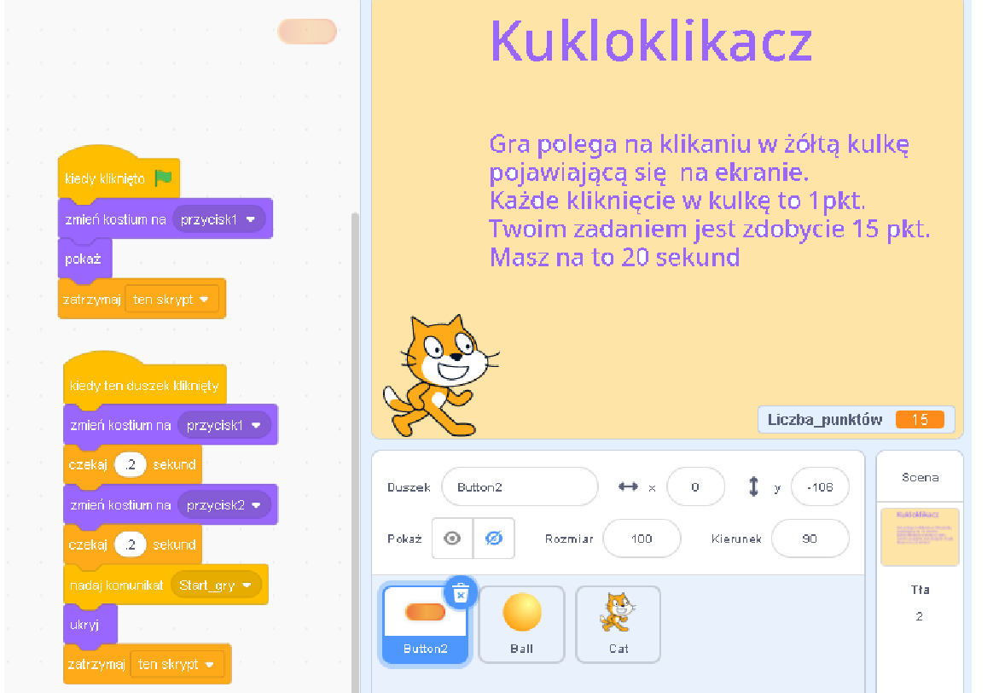 kiedy kliknięto
zmień kostium na przycisk1
pokaż
zatrzymaj ten skrypt
kiedy ten duszek kliknięty
zmień kostium na przycisk1
czekaj .2 sekund
zmień kostium na przycisk2
czekaj .2 sekund
nadaj komunikat Start_gry
ukryj
zatrzymaj ten skrypt
Kukloklikacz
Gra polega na klikaniu w żółtą kulkę
pojawiającą się na ekranie.
Każde kliknięcie w kulkę to 1pkt.
Twoim zadaniem jest zdobycie 15 pkt.
Masz na to 20 sekund
Liczba_punktów 15
Duszek Button2 x 0 y -106
Pokaż Rozmiar 100 Kierunek 90
Button2
Ball
Cat
Scena
Kukloklikacz
Tła
2